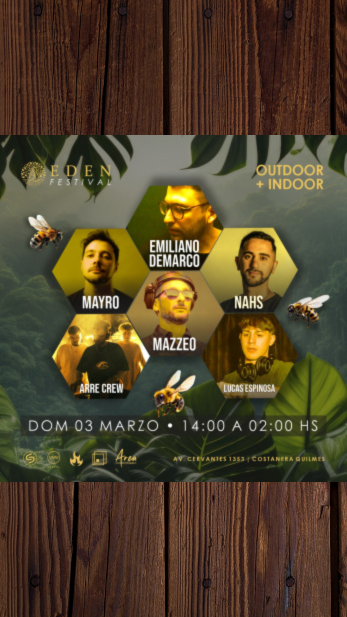 EDEN
FESTIVAL
OUTDOOR
+ INDOOR
EMILIANO
DEMARCO
MAYRO
NAHS
MAZZEO
ARRE CREW
LUCAS ESPINOSA
DOM 03 MARZO • 14:00 A 02:00 HS
Area
AV. CERVANTES 1353 | COSTANERA QUILMES